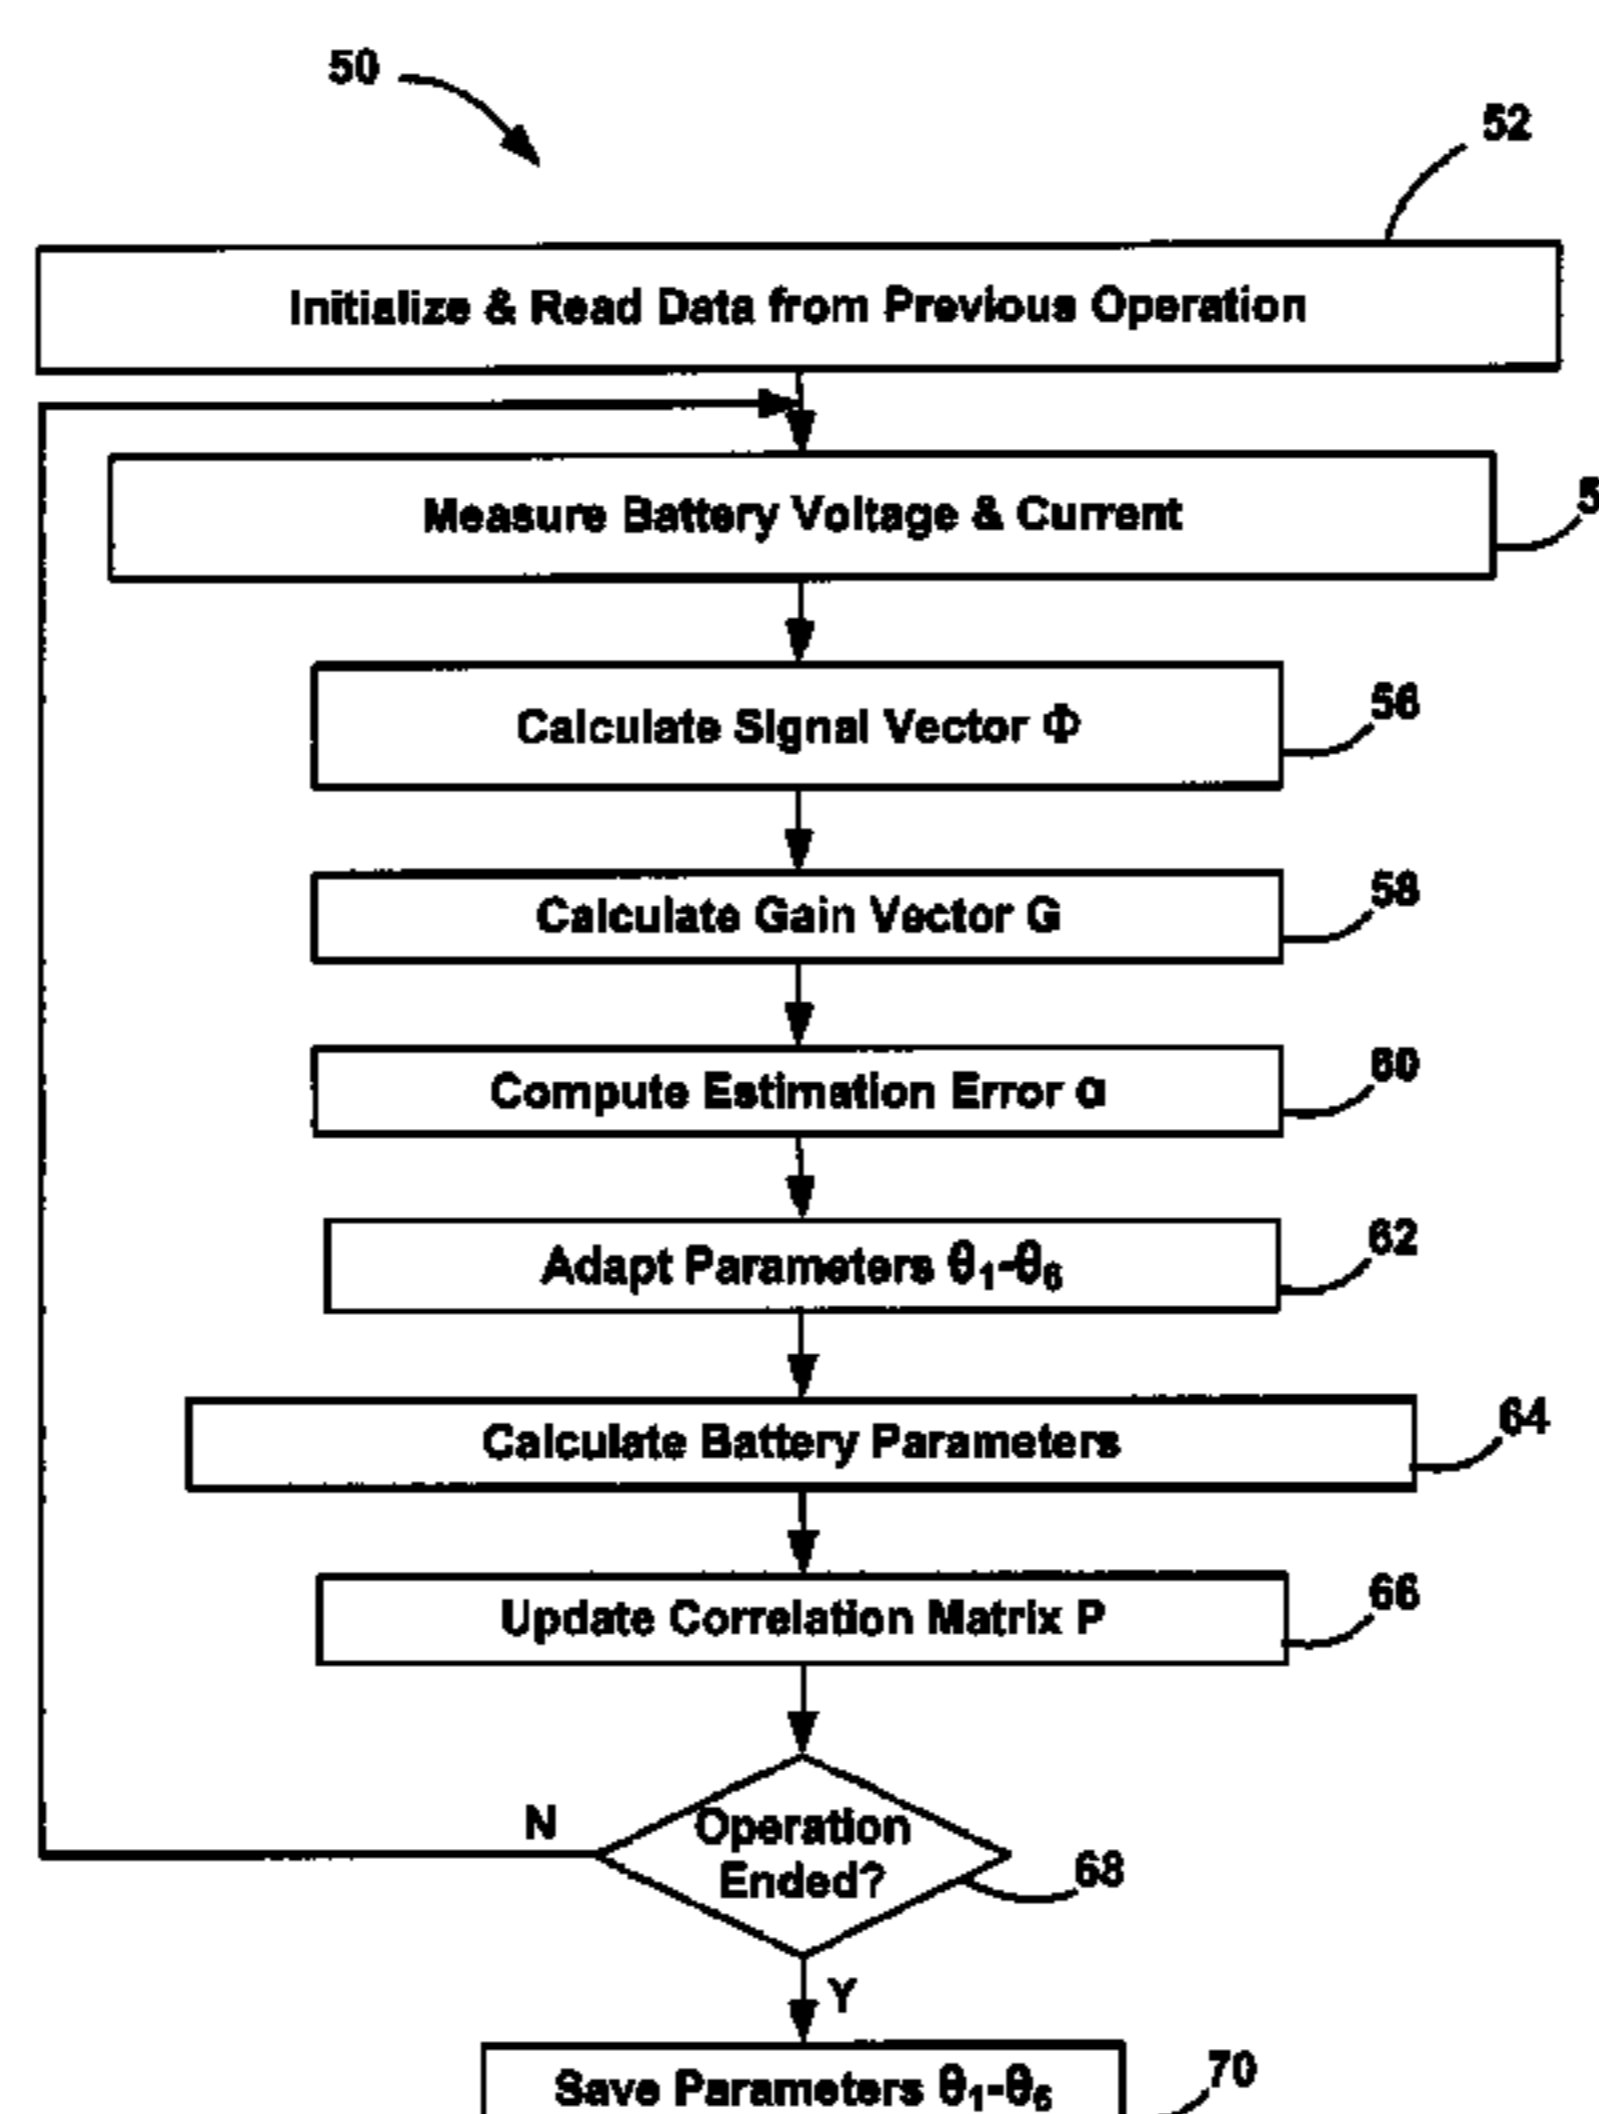 50
52
Initialize & Read Data from Previous Operation
Measure Battery Voltage & Current
5
Calculate Signal Vector Φ
56
Calculate Gain Vector G
58
Compute Estimation Error α
60
Adapt Parameters θ₁-θ₆
62
Calculate Battery Parameters
64
Update Correlation Matrix P
66
N
Operation
Ended?
68
Y
Save Parameters θ₁-θ₆
70